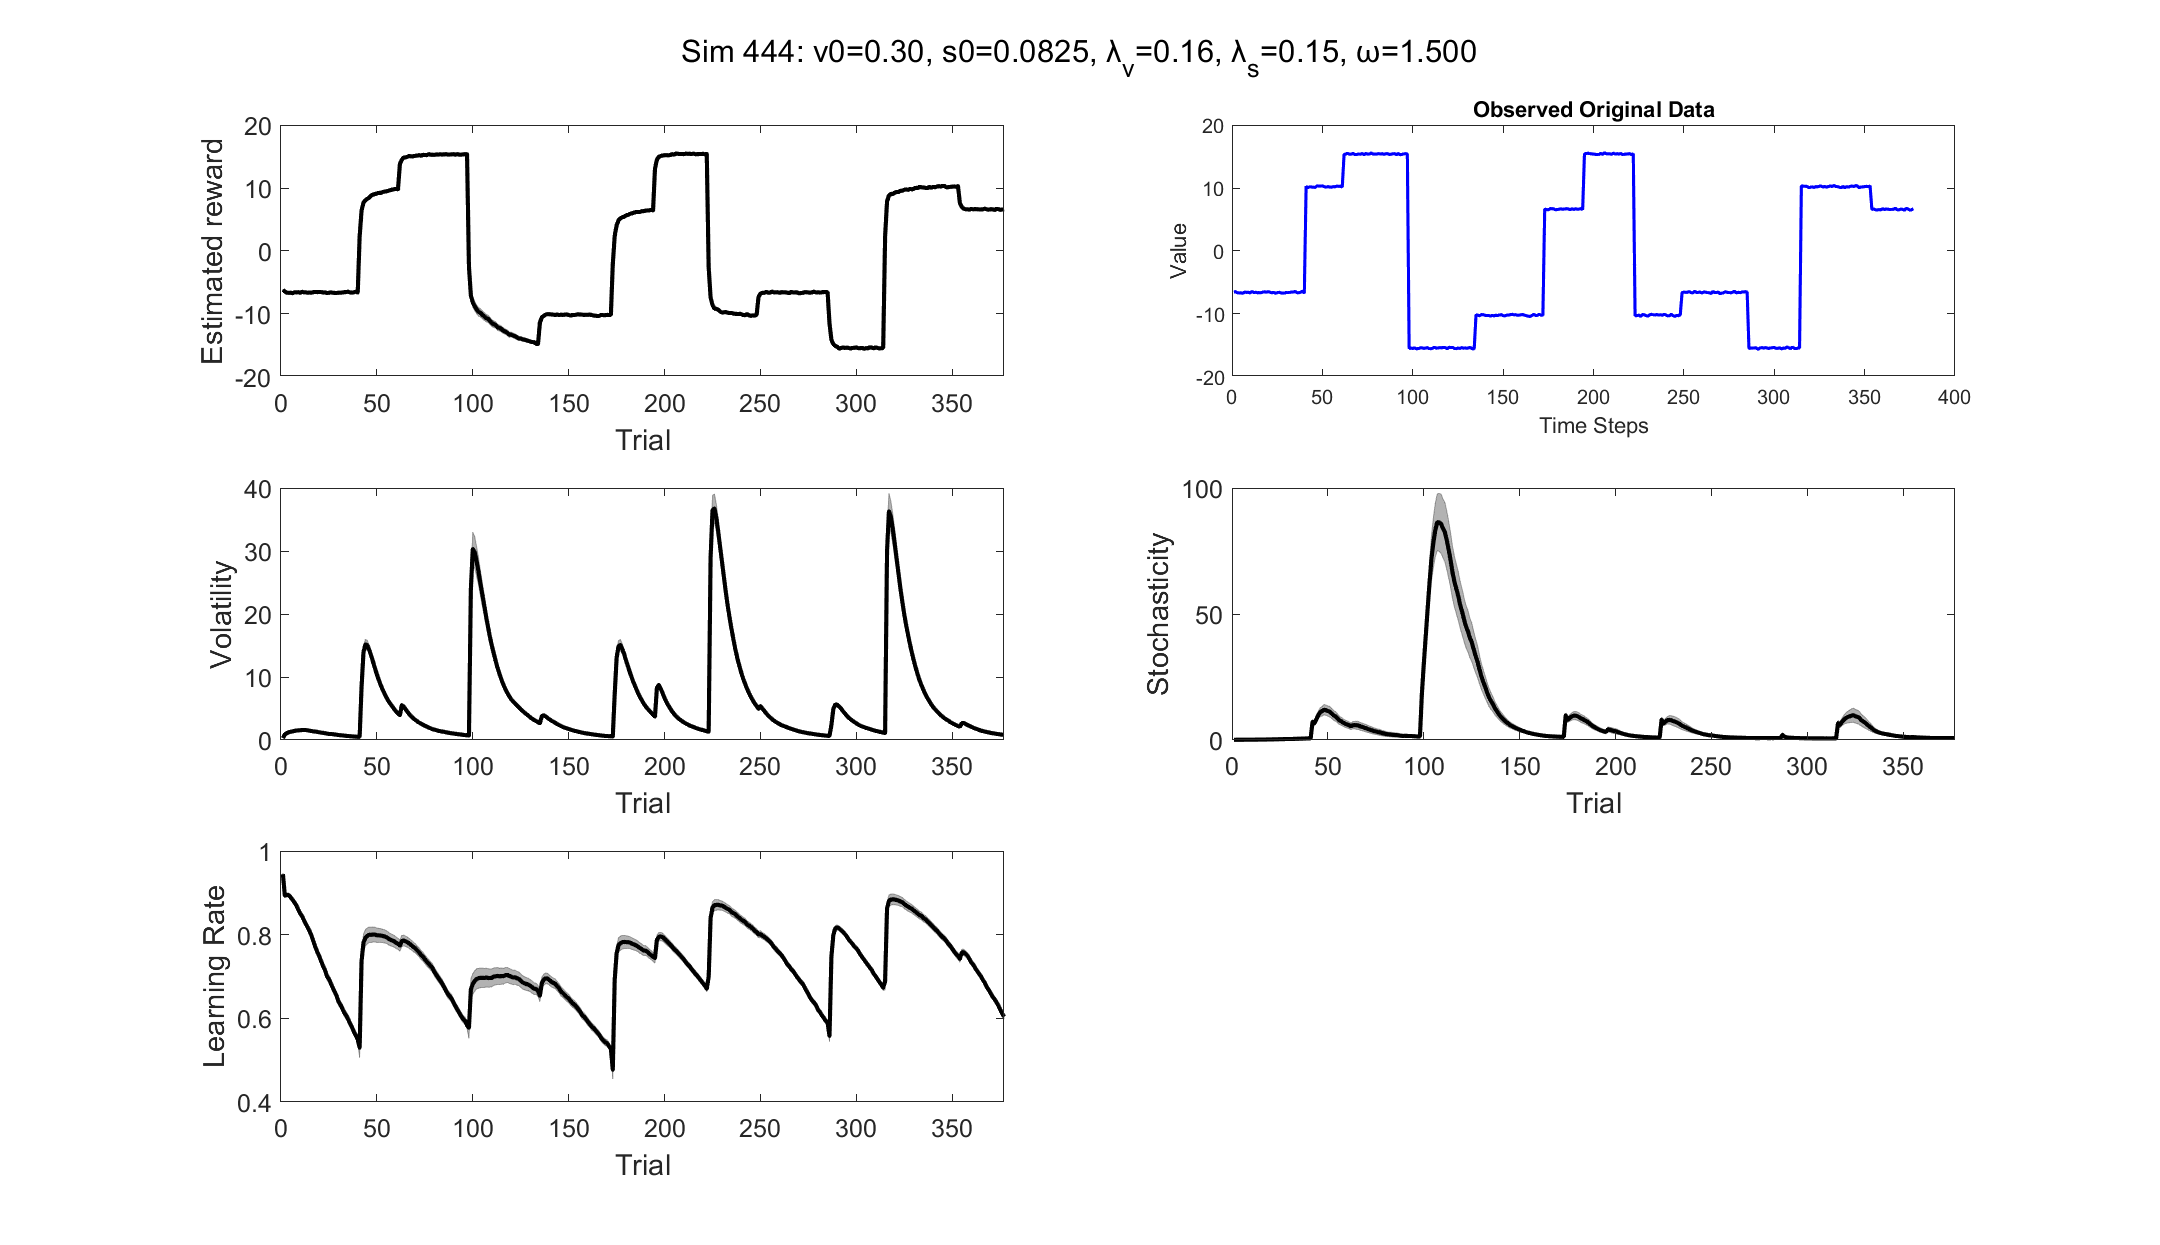 Sim 444: v0=0.30, s0=0.0825, λv=0.16, λs=0.15, ω=1.500
Estimated reward
20
10
0
-10
-20
0 50 100 150 200 250 300 350
Trial
Observed Original Data
Value
20
10
0
-10
-20
0 50 100 150 200 250 300 350 400
Time Steps
Volatility
40
30
20
10
0
0 50 100 150 200 250 300 350
Trial
Stochasticity
100
50
0
0 50 100 150 200 250 300 350
Trial
Learning Rate
1
0.8
0.6
0.4
0 50 100 150 200 250 300 350
Trial